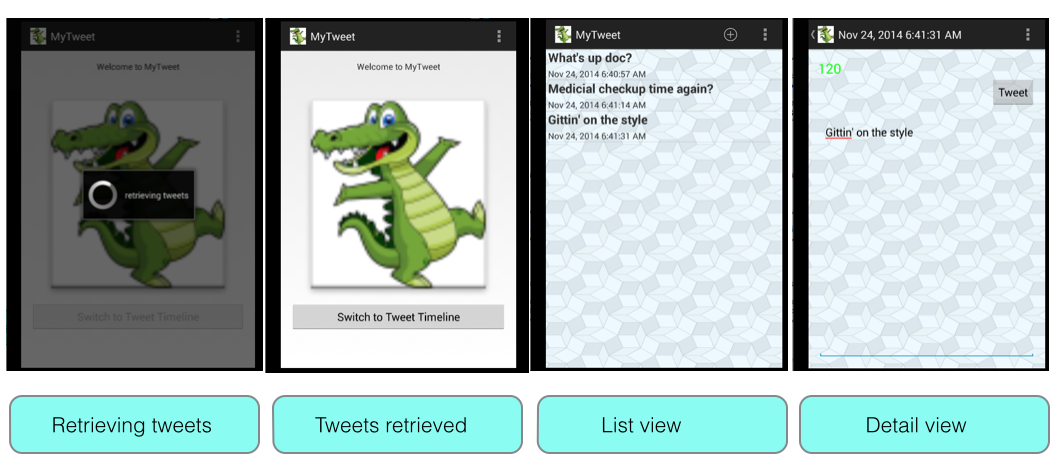 MyTweet
Welcome to MyTweet
retrieving tweets
Switch to Tweet Timeline
Retrieving tweets
MyTweet
Welcome to MyTweet
Switch to Tweet Timeline
Tweets retrieved
MyTweet
What's up doc?
Nov 24, 2014 6:40:57 AM
Medicial checkup time again?
Nov 24, 2014 6:41:14 AM
Gittin' on the style
Nov 24, 2014 6:41:31 AM
List view
Nov 24, 2014 6:41:31 AM
120
Tweet
Gittin' on the style
Detail view